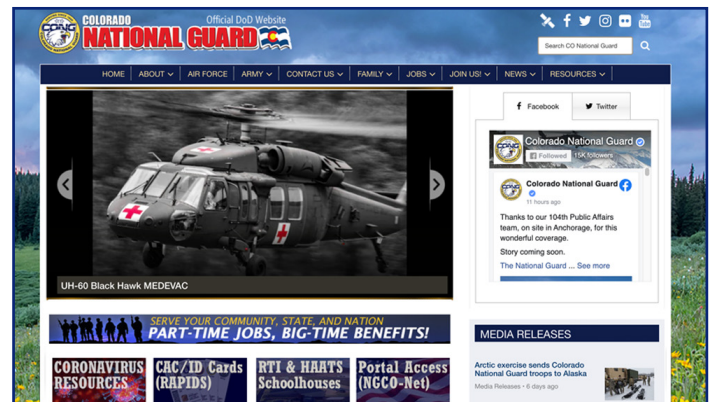 COLORADO
Official DoD Website
NATIONAL GUARD
CONG
Search CO National Guard
HOME
ABOUT
AIR FORCE
ARMY
CONTACT US
FAMILY
JOBS
JOIN US!
NEWS
RESOURCES
UH-60 Black Hawk MEDEVAC
Facebook
Twitter
Colorado National Guard
Followed
15K followers
Colorado National Guard
11 hours ago
Thanks to our 104th Public Affairs
team, on site in Anchorage, for this
wonderful coverage.
Story coming soon.
The National Guard ... See more
SERVE YOUR COMMUNITY, STATE, AND NATION
PART-TIME JOBS, BIG-TIME BENEFITS!
MEDIA RELEASES
CORONAVIRUS
RESOURCES
CAC/ID Cards
(RAPIDS)
RTI & HAATS
Schoolhouses
Portal Access
(NGCO-Net)
Arctic exercise sends Colorado
National Guard troops to Alaska
Media Releases • 6 days ago